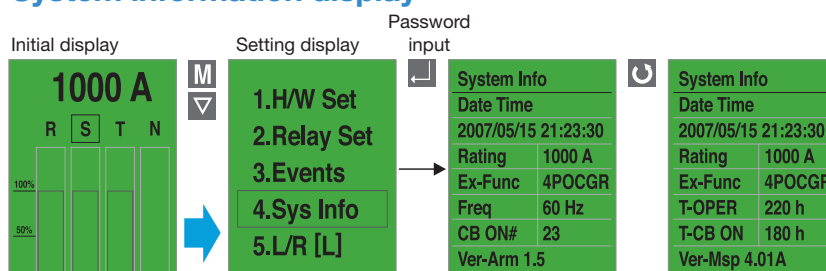 System information display
Password
input
Initial display
Setting display
1000 A
R S T N
100%
50%
M
1.H/W Set
2.Relay Set
3.Events
4.Sys Info
5.L/R [L]
System Info
Date Time
2007/05/15 21:23:30
Rating 1000 A
Ex-Func 4POCGR
Freq 60 Hz
CB ON# 23
Ver-Arm 1.5
System Info
Date Time
2007/05/15 21:23:30
Rating 1000 A
Ex-Func 4POCGR
T-OPER 220 h
T-CB ON 180 h
Ver-Msp 4.01A